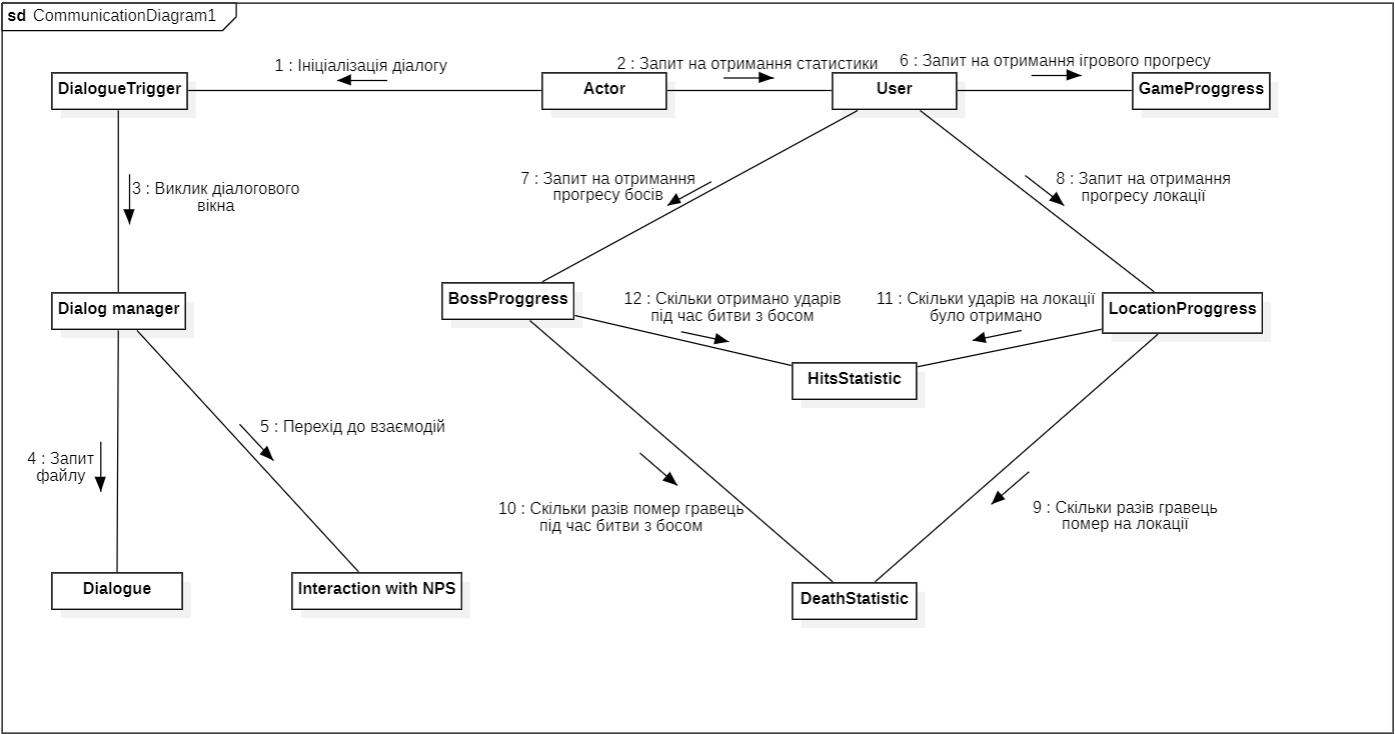 sd CommunicationDiagram1
1 : Ініціалізація діалогу
2 : Запит на отримання статистики
6 : Запит на отримання ігрового прогресу
DialogueTrigger
Actor
User
GameProggress
3 : Виклик діалогового
вікна
7 : Запит на отримання
прогресу босів
8 : Запит на отримання
прогресу локації
Dialog manager
BossProggress
12 : Скільки отримано ударів
під час битви з босом
11 : Скільки ударів на локації
було отримано
LocationProggress
HitsStatistic
5 : Перехід до взаємодій
4 : Запит
файлу
10 : Скільки разів помер гравець
під час битви з босом
9 : Скільки разів гравець
помер на локації
Dialogue
Interaction with NPS
DeathStatistic